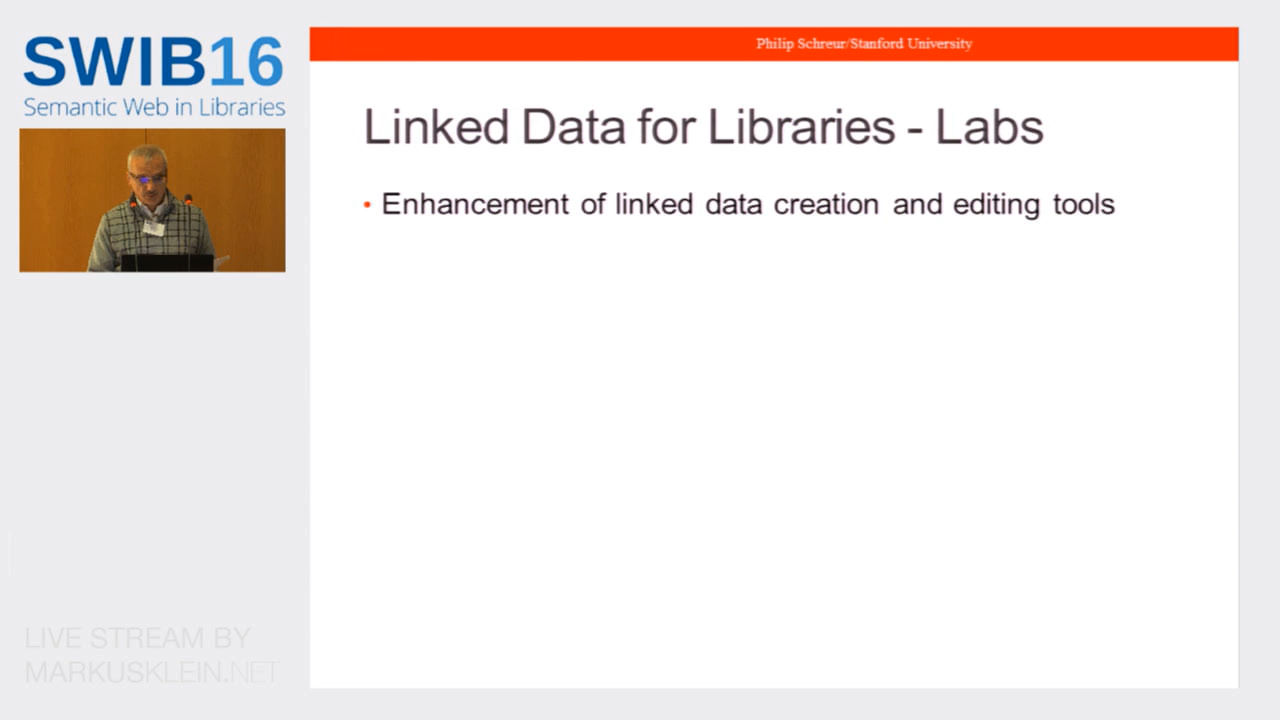 SWIB16
Semantic Web in Libraries
Philip Schreur/Stanford University
Linked Data for Libraries - Labs
• Enhancement of linked data creation and editing tools
LIVE STREAM BY
MARKUSKLEIN.NET